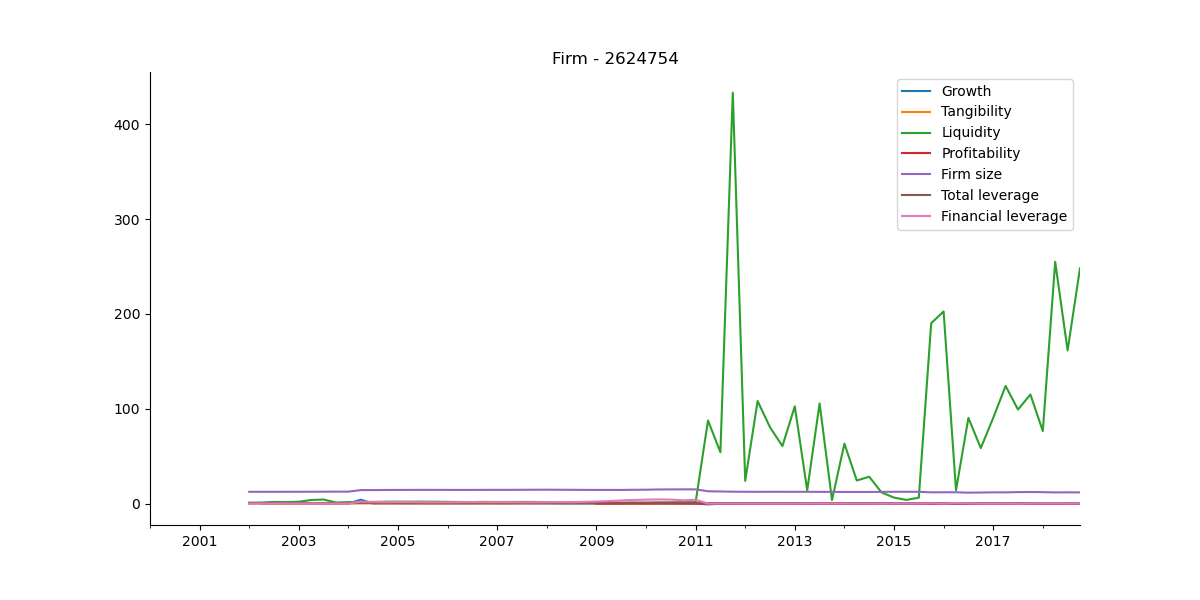 Firm - 2624754
Growth
Tangibility
Liquidity
Profitability
Firm size
Total leverage
Financial leverage
400
300
200
100
0
2001 2003 2005 2007 2009 2011 2013 2015 2017